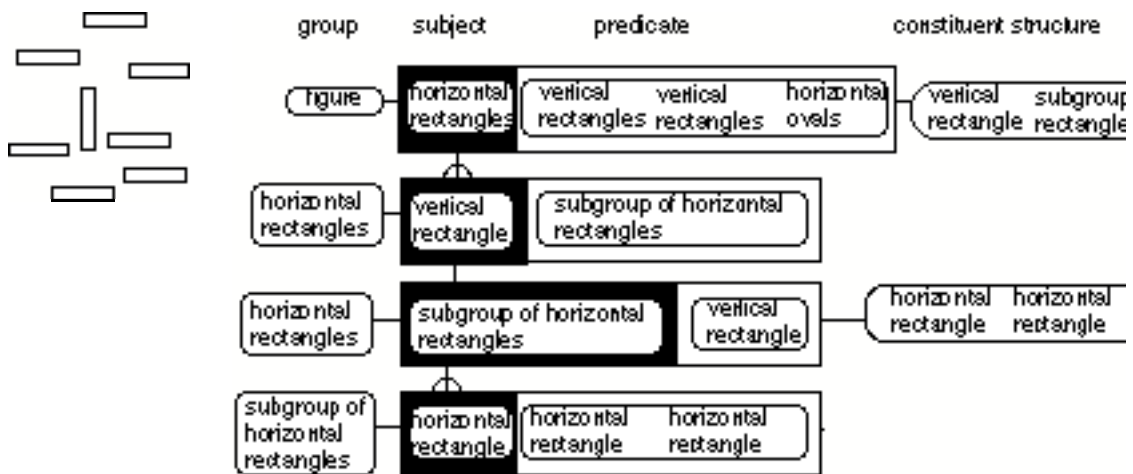 group subject predicate constituent structure
figure
horizontal
rectangles
vertical
rectangles
vertical
rectangles
horizontal
ovals
vertical
rectangle
subgroup
rectangle
horizontal
rectangles
vertical
rectangle
subgroup of horizontal
rectangles
horizontal
rectangles
subgroup of horizontal
rectangles
vertical
rectangle
horizontal
rectangle
horizontal
rectangle
subgroup of
horizontal
rectangles
horizontal
rectangle
horizontal
rectangle
horizontal
rectangle